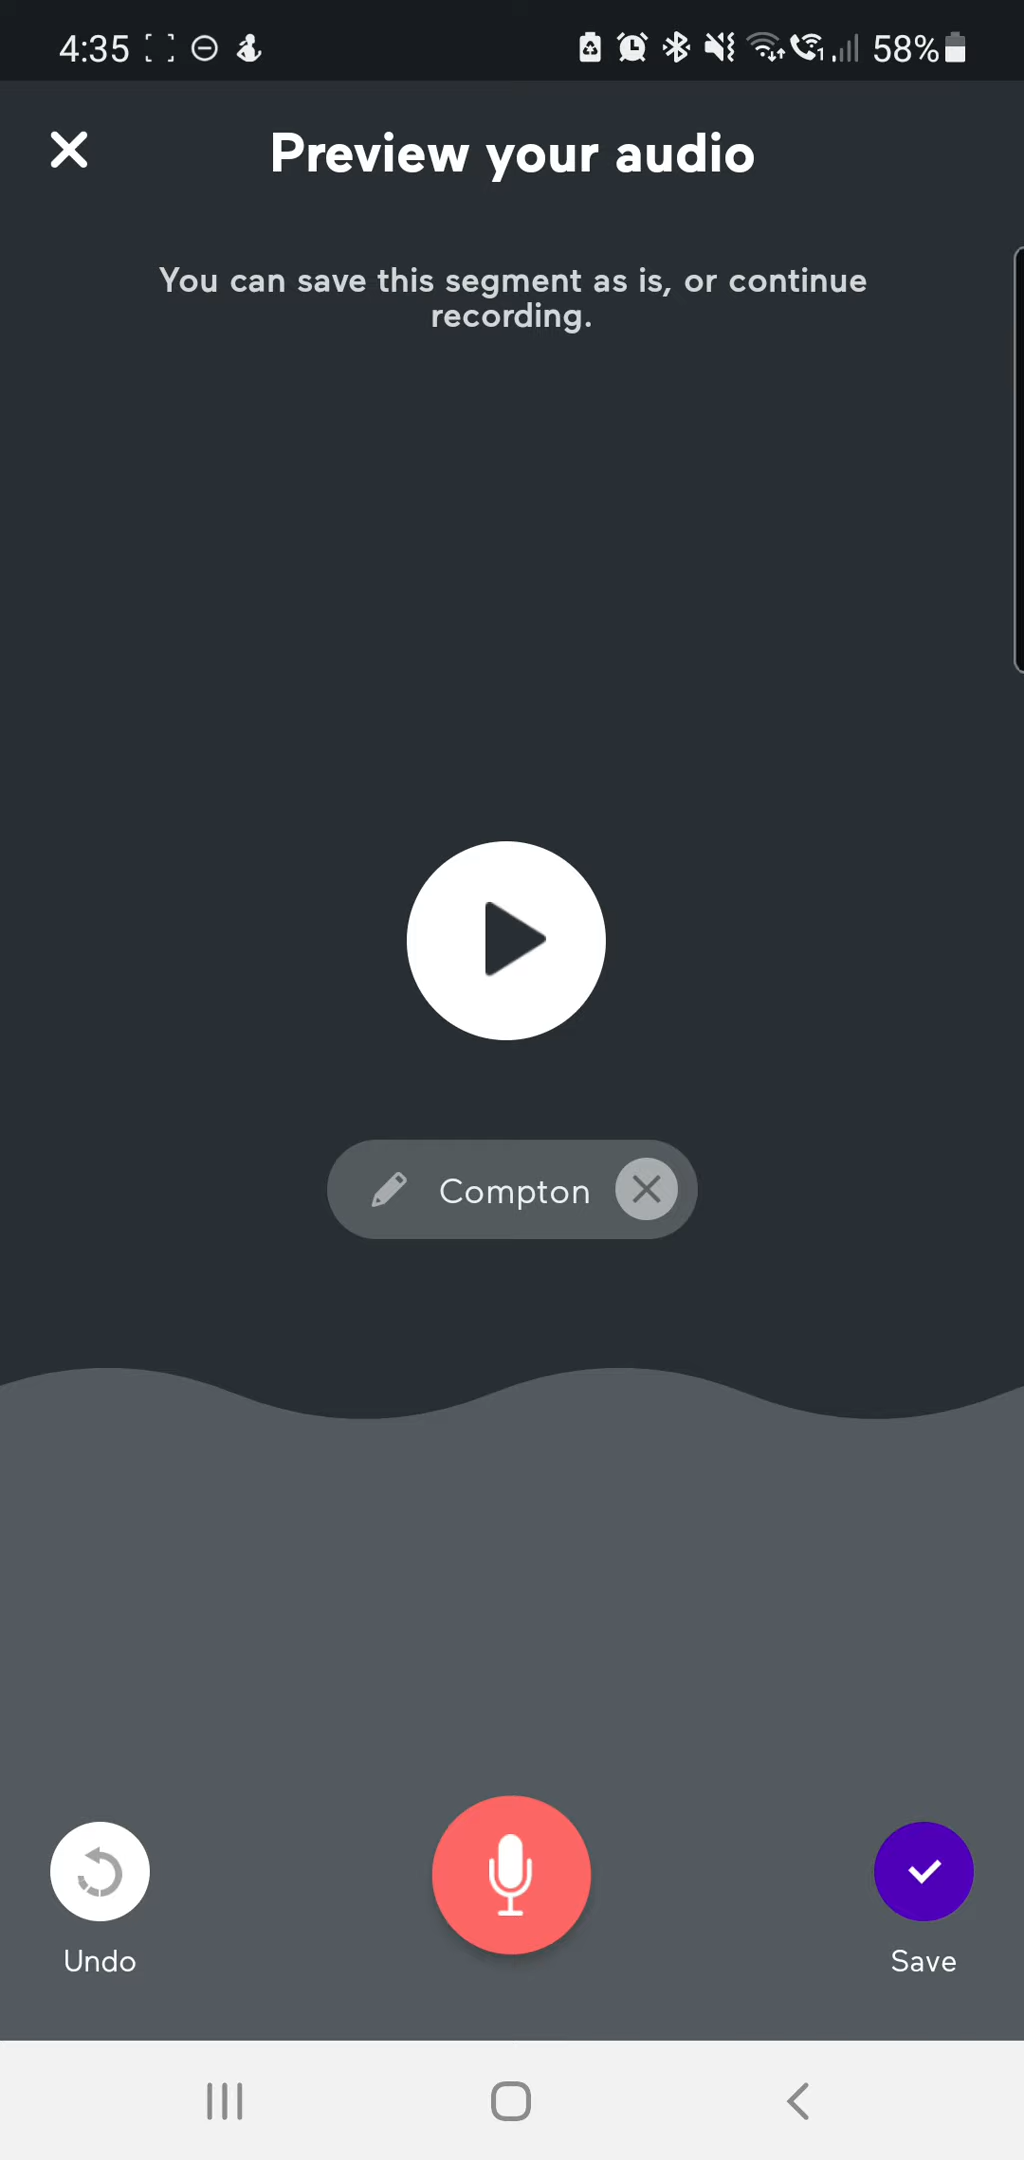 4:35
58%
Preview your audio
You can save this segment as is, or continue
recording.
Compton
Undo
Save